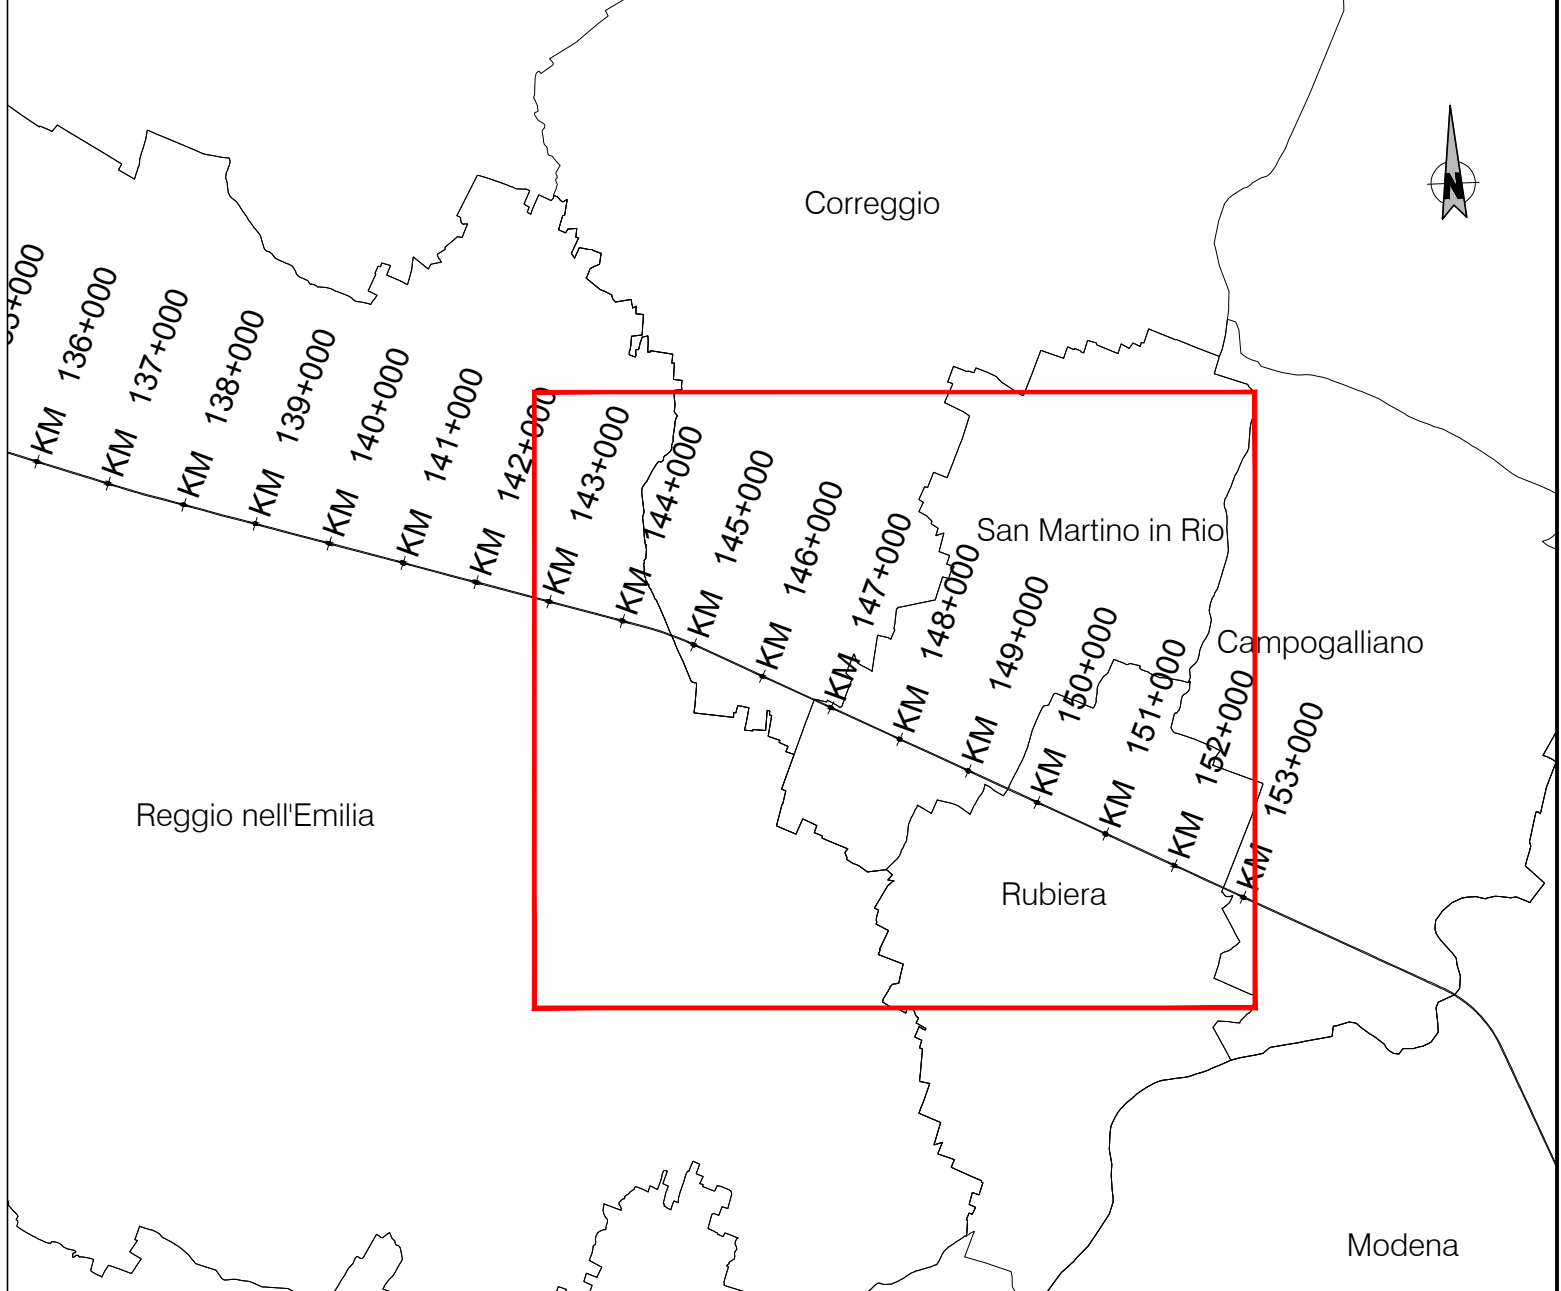 Correggio
N
KM 136+000
KM 137+000
KM 138+000
KM 139+000
KM 140+000
KM 141+000
KM 142+000
KM 143+000
KM 144+000
KM 145+000
KM 146+000
KM 147+000
KM 148+000
KM 149+000
KM 150+000
KM 151+000
KM 152+000
KM 153+000
San Martino in Rio
Campogalliano
Reggio nell'Emilia
Rubiera
Modena